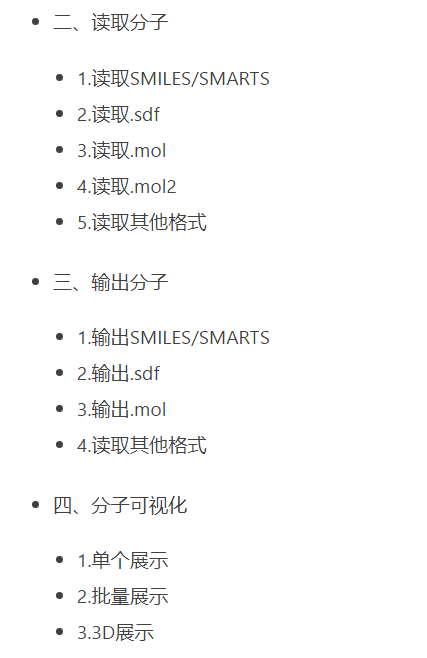 二、读取分子
1.读取SMILES/SMARTS
2.读取.sdf
3.读取.mol
4.读取.mol2
5.读取其他格式
三、输出分子
1.输出SMILES/SMARTS
2.输出.sdf
3.输出.mol
4.读取其他格式
四、分子可视化
1.单个展示
2.批量展示
3.3D展示